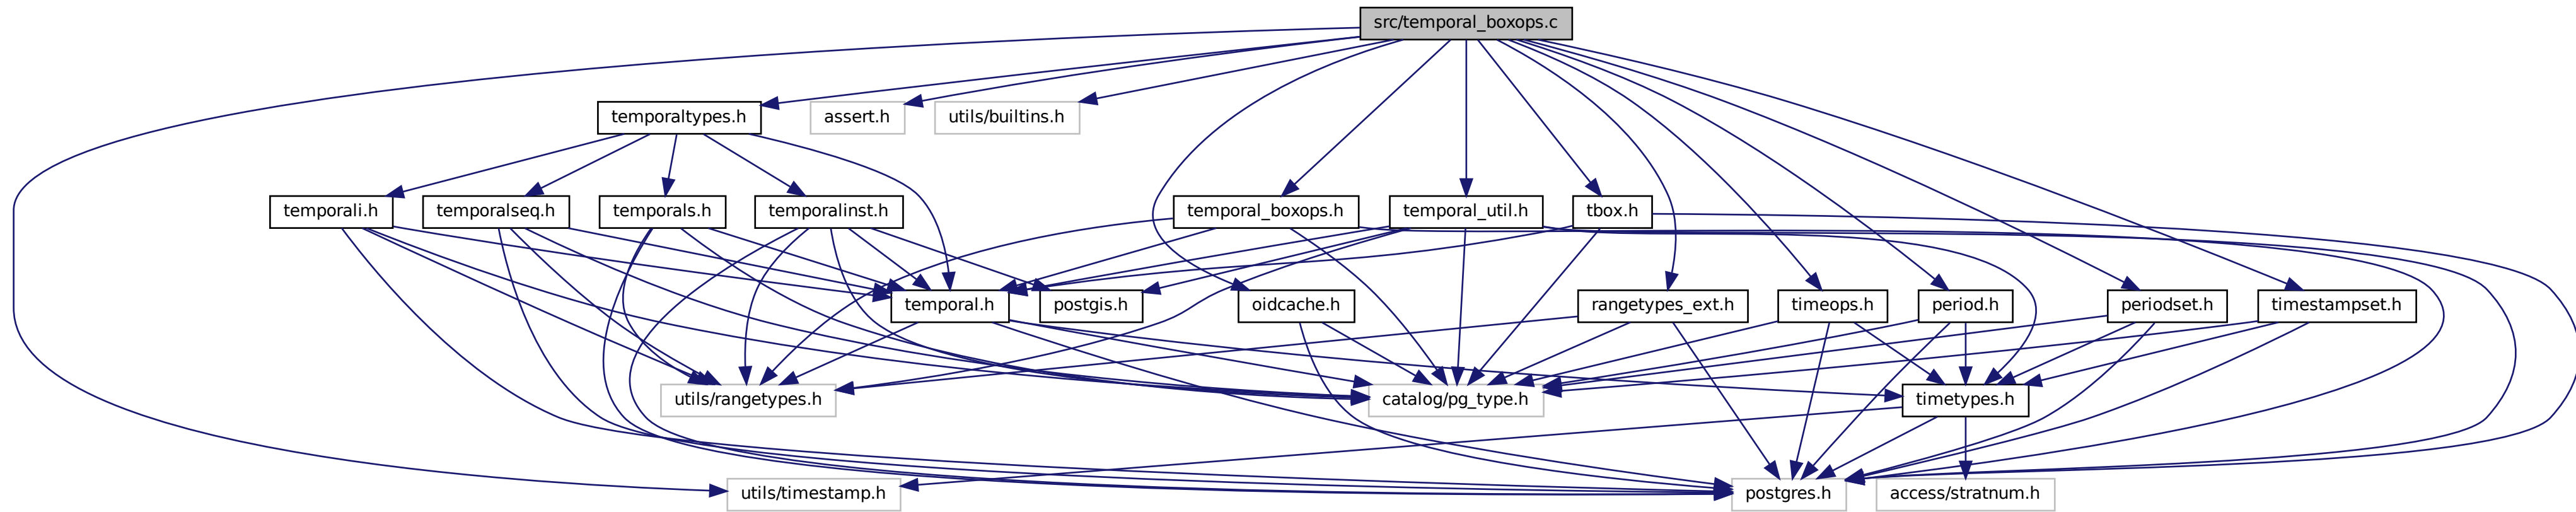 src/temporal_boxops.c
temporaltypes.h
assert.h
utils/builtins.h
temporali.h
temporalseq.h
temporals.h
temporalinst.h
temporal_boxops.h
temporal_util.h
tbox.h
temporal.h
postgis.h
oidcache.h
rangetypes_ext.h
timeops.h
period.h
periodset.h
timestampset.h
utils/rangetypes.h
catalog/pg_type.h
timetypes.h
utils/timestamp.h
postgres.h
access/stratnum.h